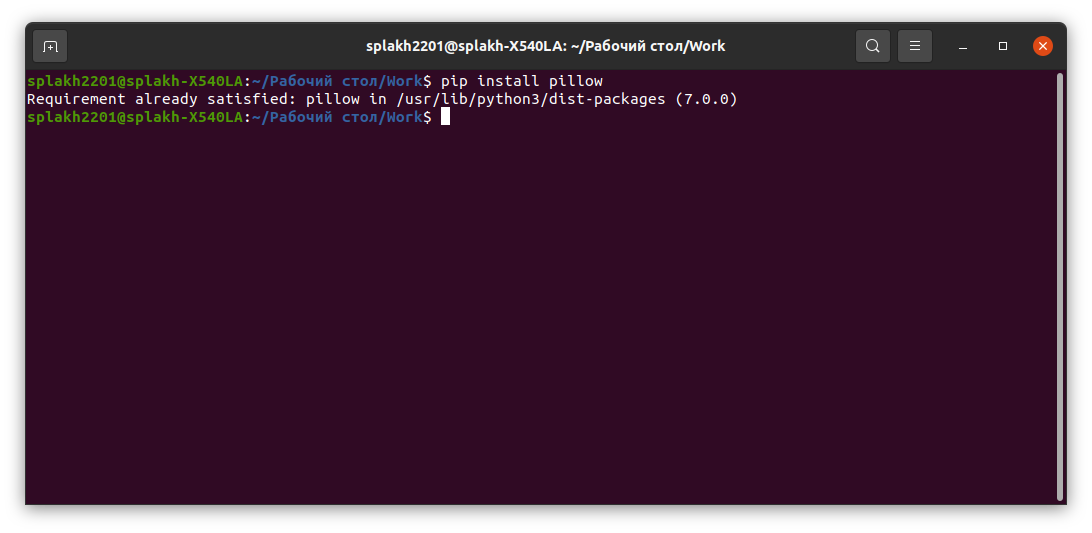 splakh2201@splakh-X540LA: ~/Рабочий стол/Work
splakh2201@splakh-X540LA:~/Рабочий стол/Work$ pip install pillow
Requirement already satisfied: pillow in /usr/lib/python3/dist-packages (7.0.0)
splakh2201@splakh-X540LA:~/Рабочий стол/Work$